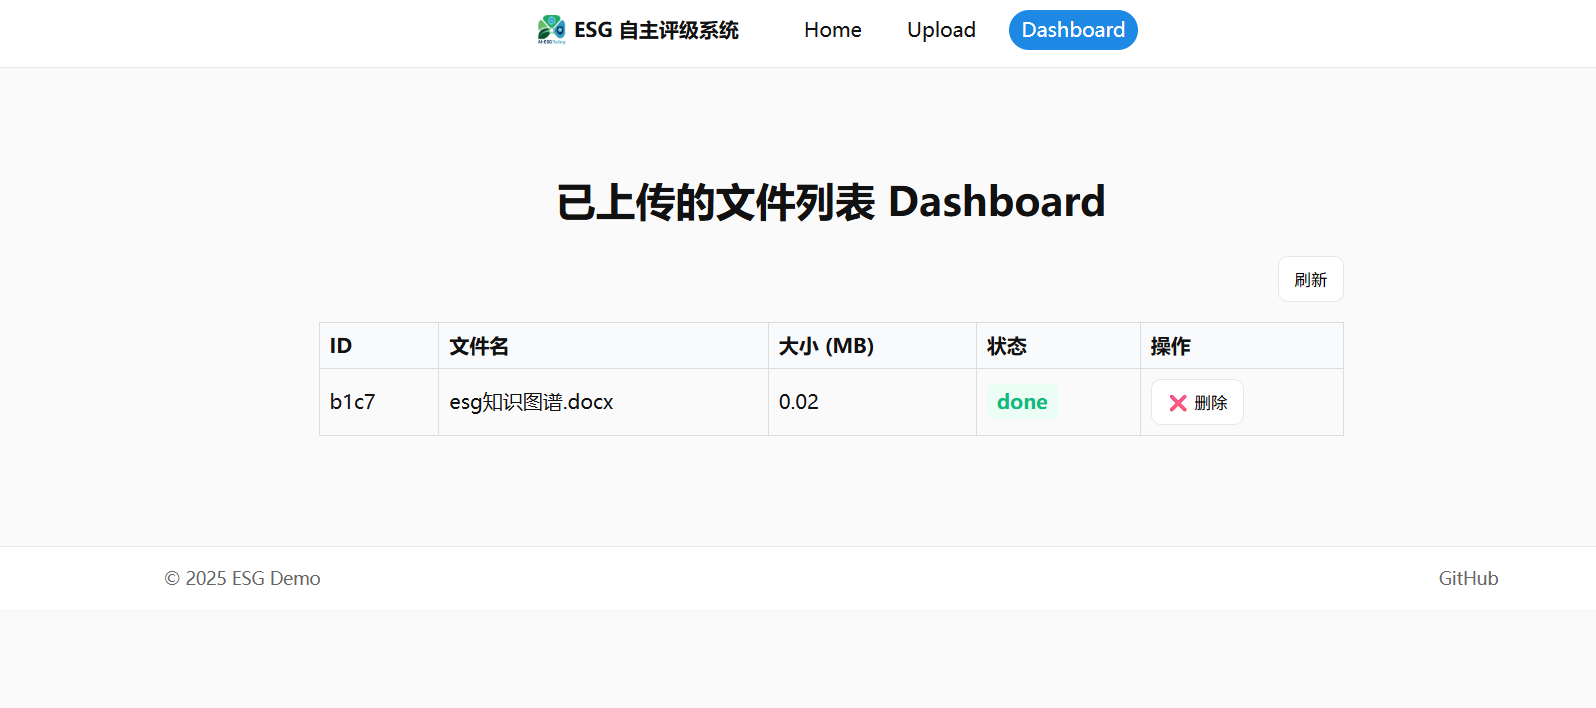 ESG 自主评级系统 Home Upload Dashboard
已上传的文件列表 Dashboard
刷新
ID 文件名 大小 (MB) 状态 操作
b1c7 esg知识图谱.docx 0.02 done ❌ 删除
© 2025 ESG Demo GitHub